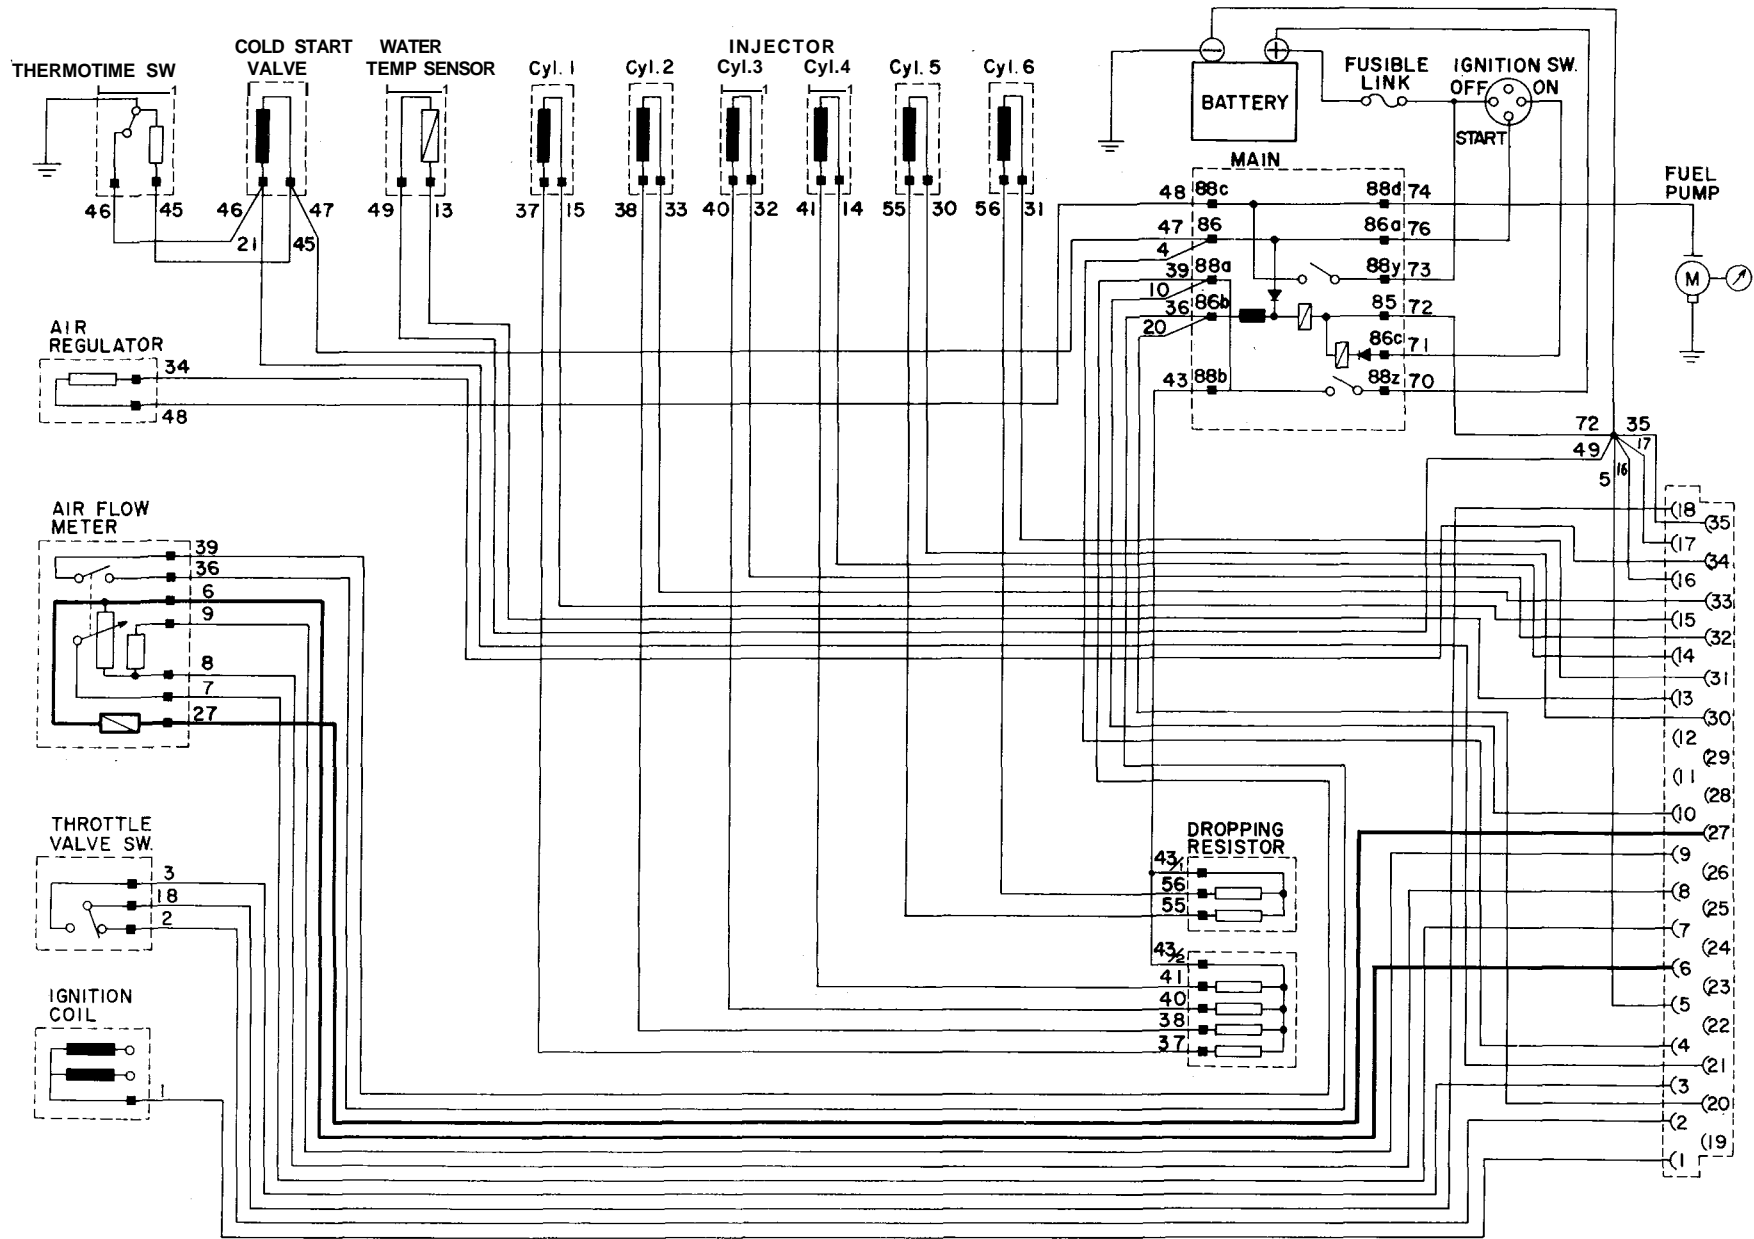 THERMOTIME SW
COLD START
VALVE
WATER
TEMP SENSOR
INJECTOR
Cyl. 1
Cyl.2
Cyl.3
Cyl.4
Cyl. 5
Cyl. 6
BATTERY
FUSIBLE
LINK
IGNITION SW.
OFF
ON
START
FUEL
PUMP
M
46
45
46
47
21
45
49
13
37
15
38
33
40
32
41
14
55
30
56
31
MAIN
48
88c
88d
74
47
86
86a
76
4
39
88a
88y
73
10
36
86b
85
72
20
86c
71
43
88b
88z
70
72
35
49
17
16
5
AIR
REGULATOR
34
48
AIR FLOW
METER
39
36
6
9
8
7
27
THROTTLE
VALVE SW.
3
18
2
IGNITION
COIL
1
DROPPING
RESISTOR
43/1
56
55
43/2
41
40
38
37
(18
(35
(17
(34
(16
(33
(15
(32
(14
(31
(13
(30
(12
(29
(11
(28
(10
(27
(9
(26
(8
(25
(7
(24
(6
(23
(5
(22
(4
(21
(3
(20
(2
(19
(1